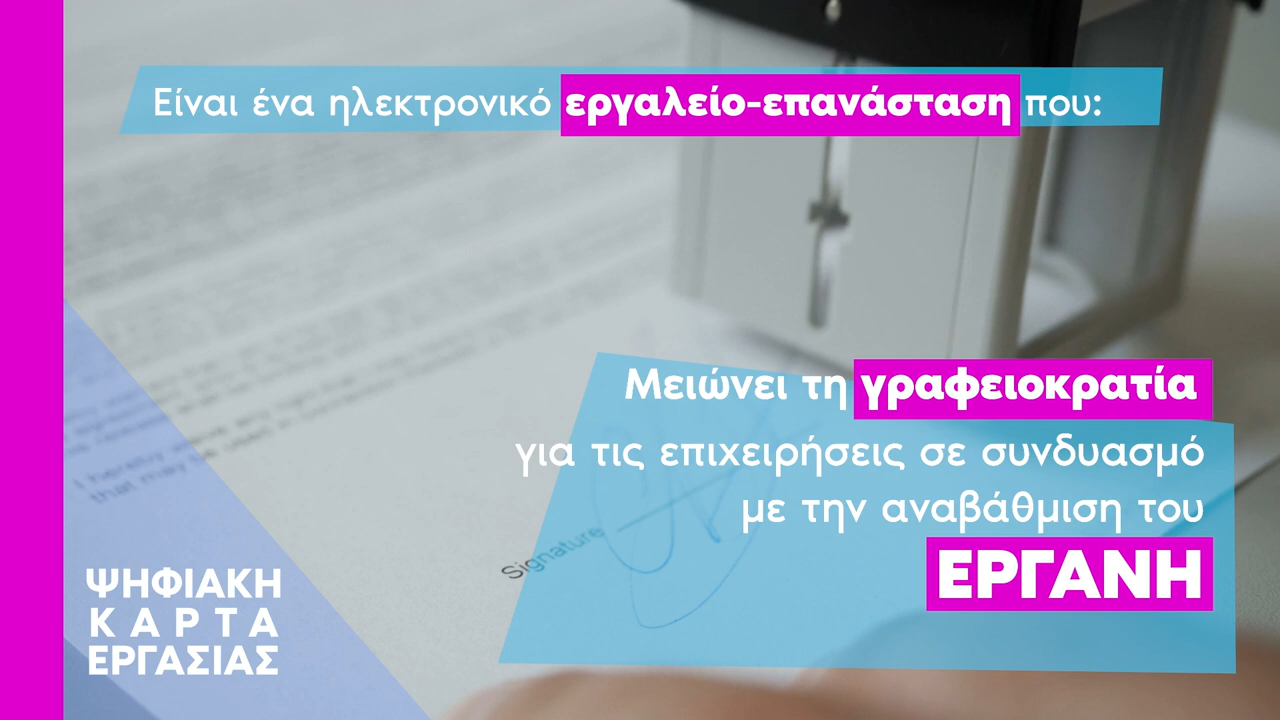 Είναι ένα ηλεκτρονικό εργαλείο-επανάσταση που:
Μειώνει τη γραφειοκρατία
για τις επιχειρήσεις σε συνδυασμό
με την αναβάθμιση του
ΕΡΓΑΝΗ
Signature
ΨΗΦΙΑΚΗ
ΚΑΡΤΑ
ΕΡΓΑΣΙΑΣ